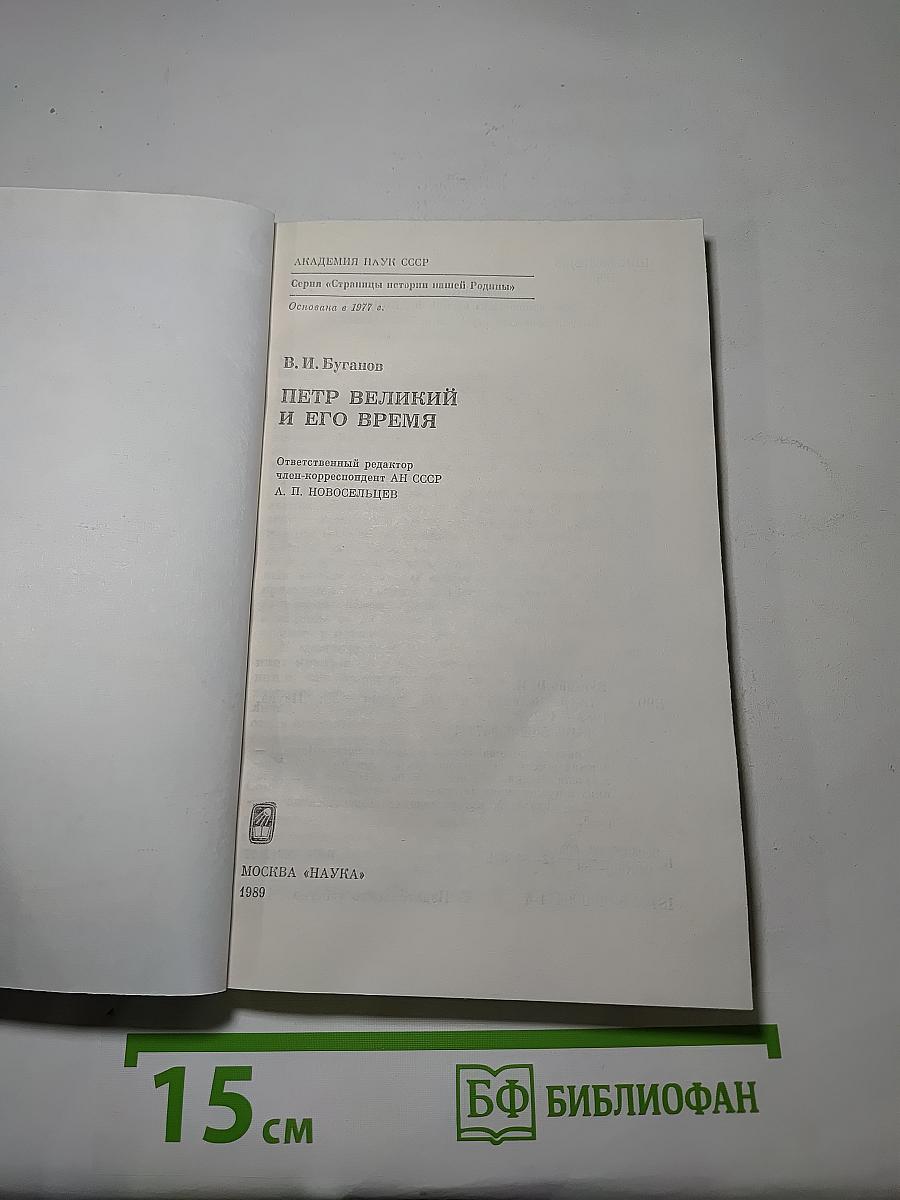 АКАДЕМИЯ НАУК СССР
Серия «Страницы истории нашей Родины»
Основана в 1977 г.
В. И. Буганов
ПЕТР ВЕЛИКИЙ
И ЕГО ВРЕМЯ
Ответственный редактор
член-корреспондент АН СССР
А. П. НОВОСЕЛЬЦЕВ
МОСКВА «НАУКА»
1989
15 см
БФ БИБЛИОФАН